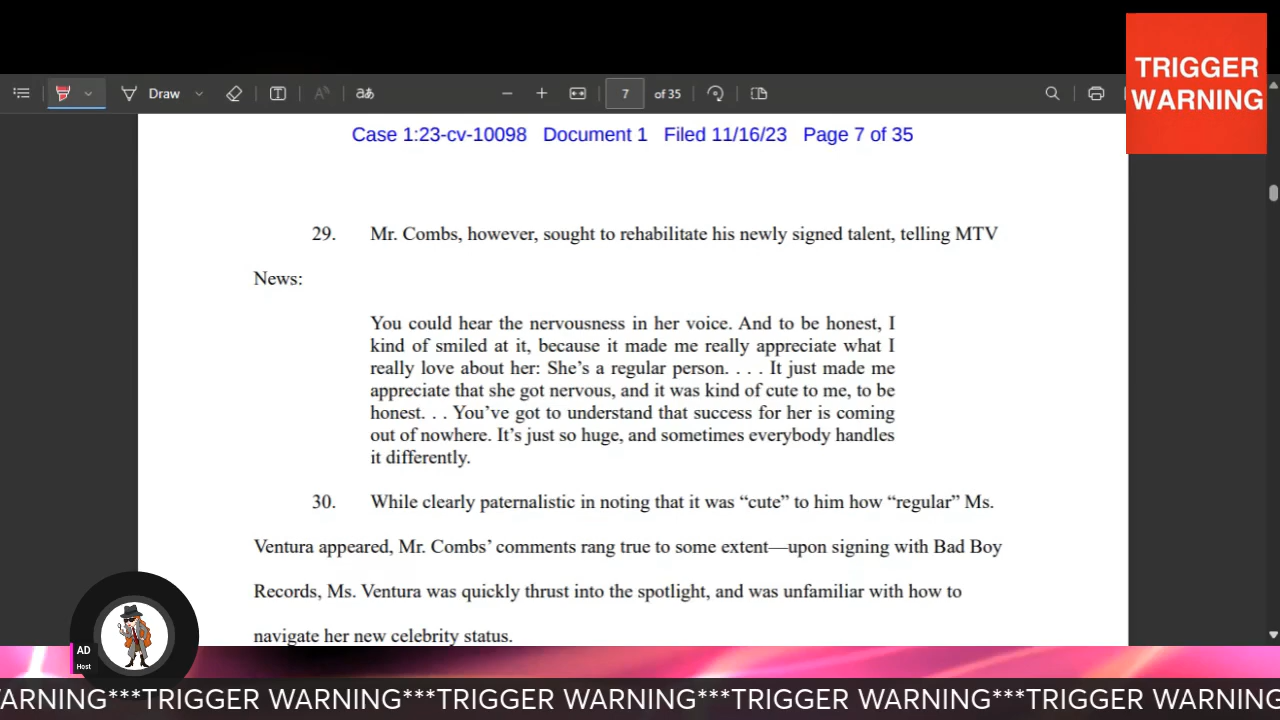 TRIGGER
WARNING
Draw
7 of 35
Case 1:23-cv-10098 Document 1 Filed 11/16/23 Page 7 of 35
29. Mr. Combs, however, sought to rehabilitate his newly signed talent, telling MTV
News:
You could hear the nervousness in her voice. And to be honest, I
kind of smiled at it, because it made me really appreciate what I
really love about her: She’s a regular person. . . . It just made me
appreciate that she got nervous, and it was kind of cute to me, to be
honest. . . You’ve got to understand that success for her is coming
out of nowhere. It’s just so huge, and sometimes everybody handles
it differently.
30. While clearly paternalistic in noting that it was “cute” to him how “regular” Ms.
Ventura appeared, Mr. Combs’ comments rang true to some extent—upon signing with Bad Boy
Records, Ms. Ventura was quickly thrust into the spotlight, and was unfamiliar with how to
navigate her new celebrity status.
AD
Host
ARNING***TRIGGER WARNING***TRIGGER WARNING***TRIGGER WARNING***TRIGGER WARNING